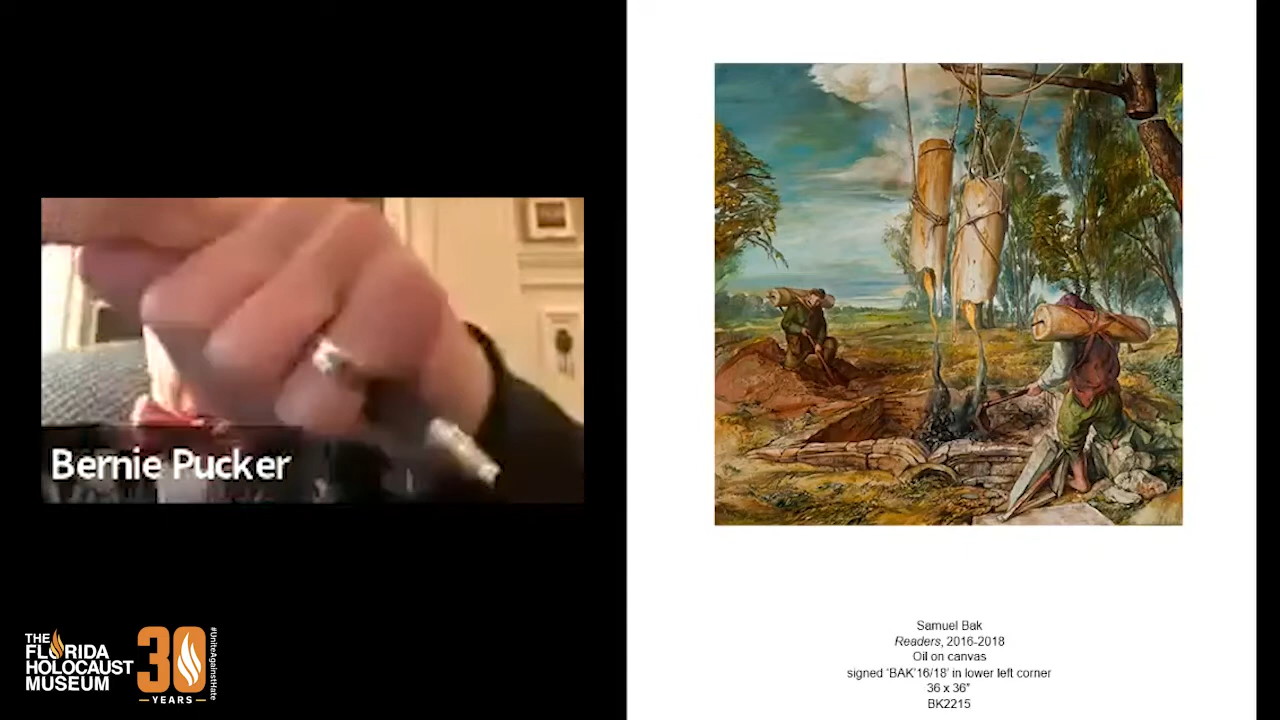 Bernie Pucker
THE
FLORIDA
HOLOCAUST
MUSEUM
30
YEARS
#UniteAgainstHate
Samuel Bak
Readers, 2016-2018
Oil on canvas
signed ‘BAK’16/18’ in lower left corner
36 x 36”
BK2215